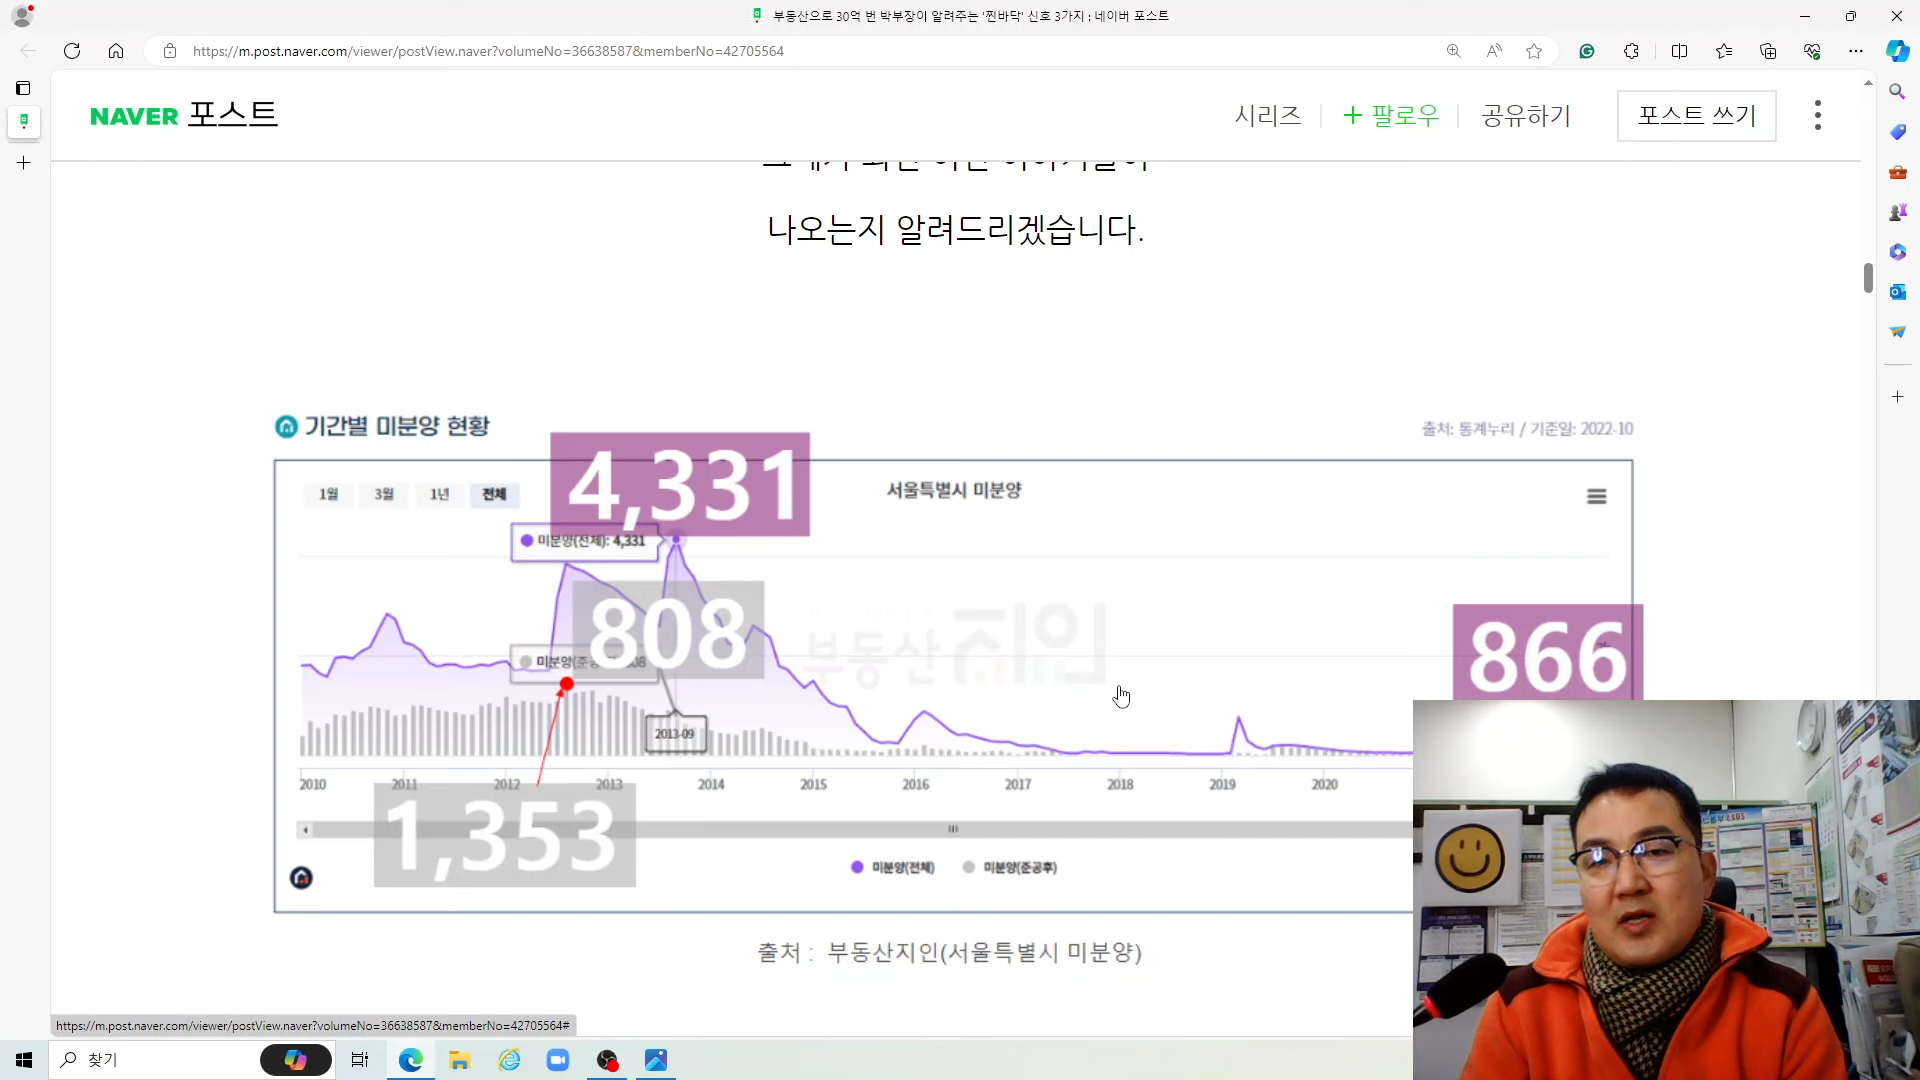 부동산으로 30억 번 박부장이 알려주는 '찐바닥' 신호 3가지 : 네이버 포스트
https://m.post.naver.com/viewer/postView.naver?volumeNo=36638587&memberNo=42705564
NAVER 포스트
시리즈
+ 팔로우
공유하기
포스트 쓰기
나오는지 알려드리겠습니다.
기간별 미분양 현황
출처: 통계누리 / 기준일: 2022-10
1월 3월 1년 전체
4,331
서울특별시 미분양
미분양(전체): 4,331
808
부동산지인
866
2013-09
2010 2011 2012 2013 2014 2015 2016 2017 2018 2019 2020
1,353
미분양(전체) 미분양(준공후)
출처 : 부동산지인(서울특별시 미분양)
https://m.post.naver.com/viewer/postView.naver?volumeNo=36638587&memberNo=42705564#
찾기